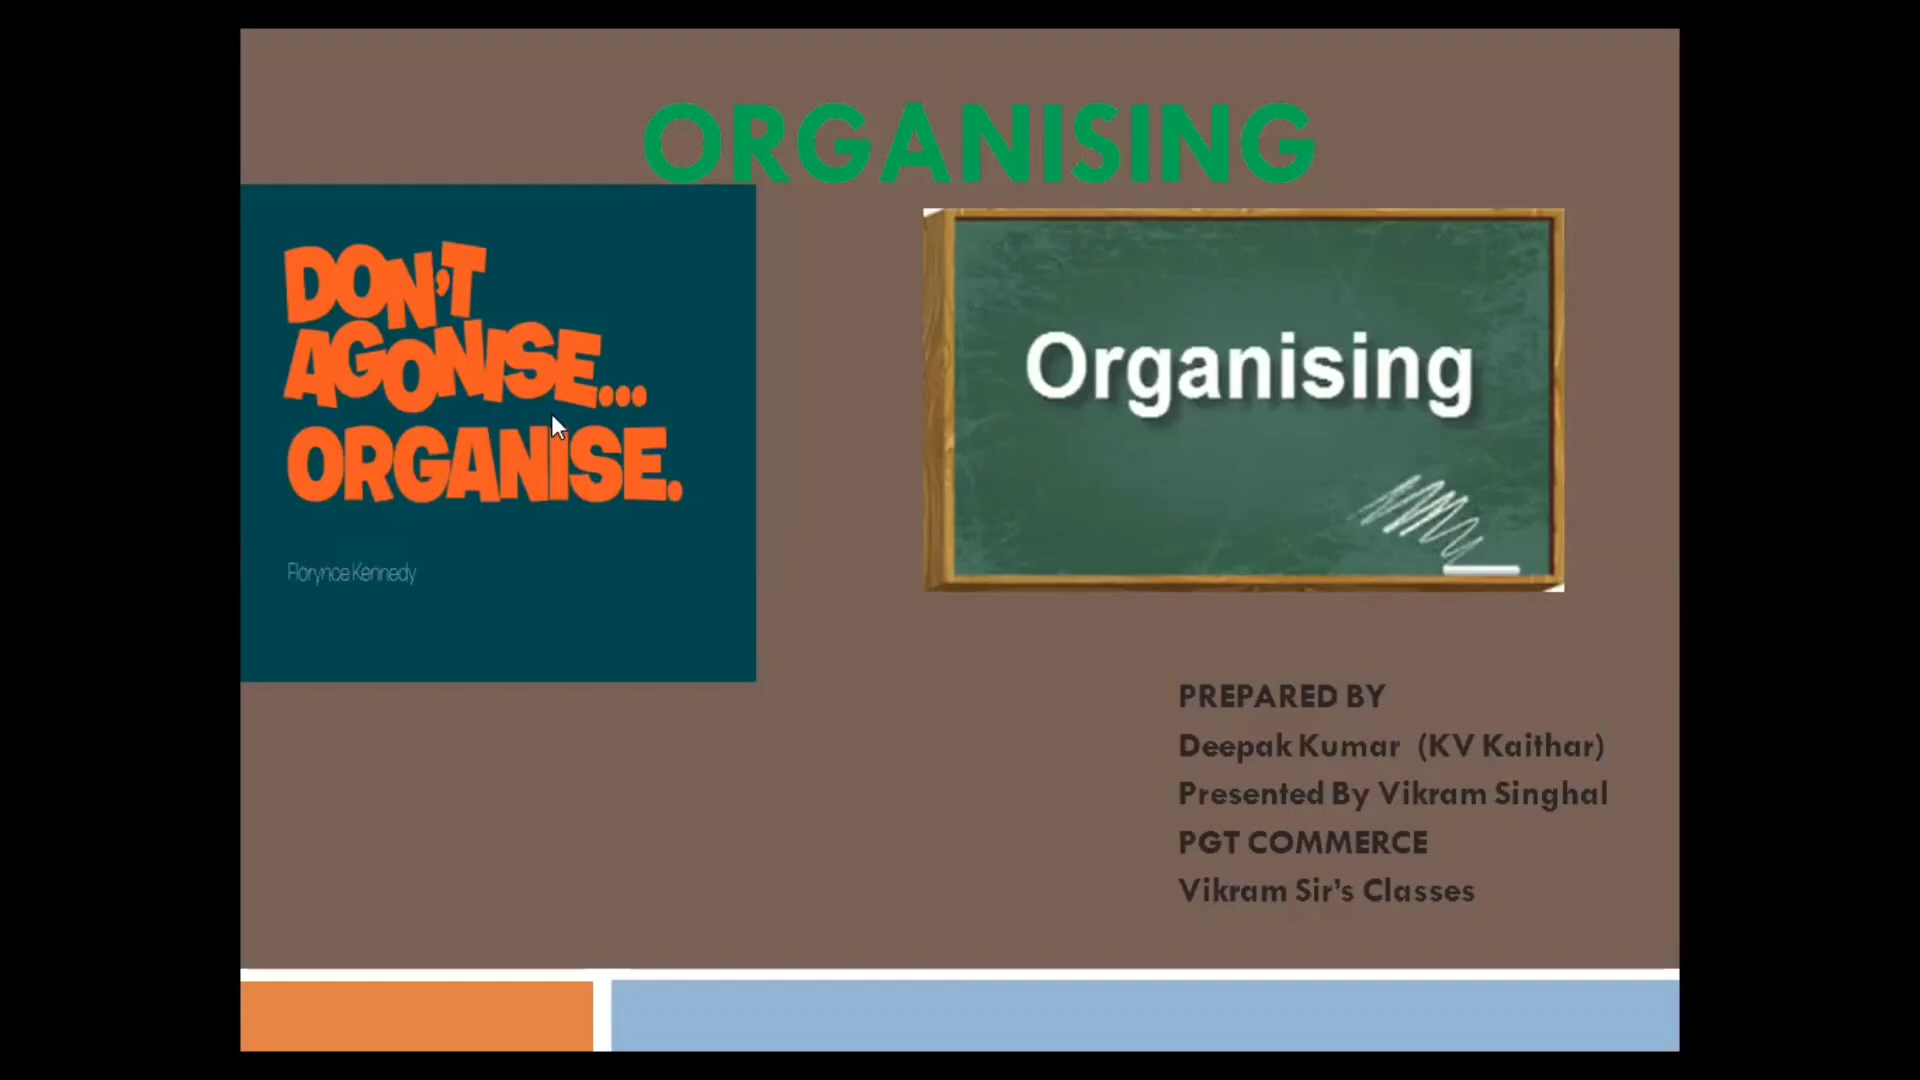 ORGANISING
DON'T
AGONISE...
ORGANISE.
Florynce Kennedy
Organising
PREPARED BY
Deepak Kumar (KV Kaithar)
Presented By Vikram Singhal
PGT COMMERCE
Vikram Sir's Classes